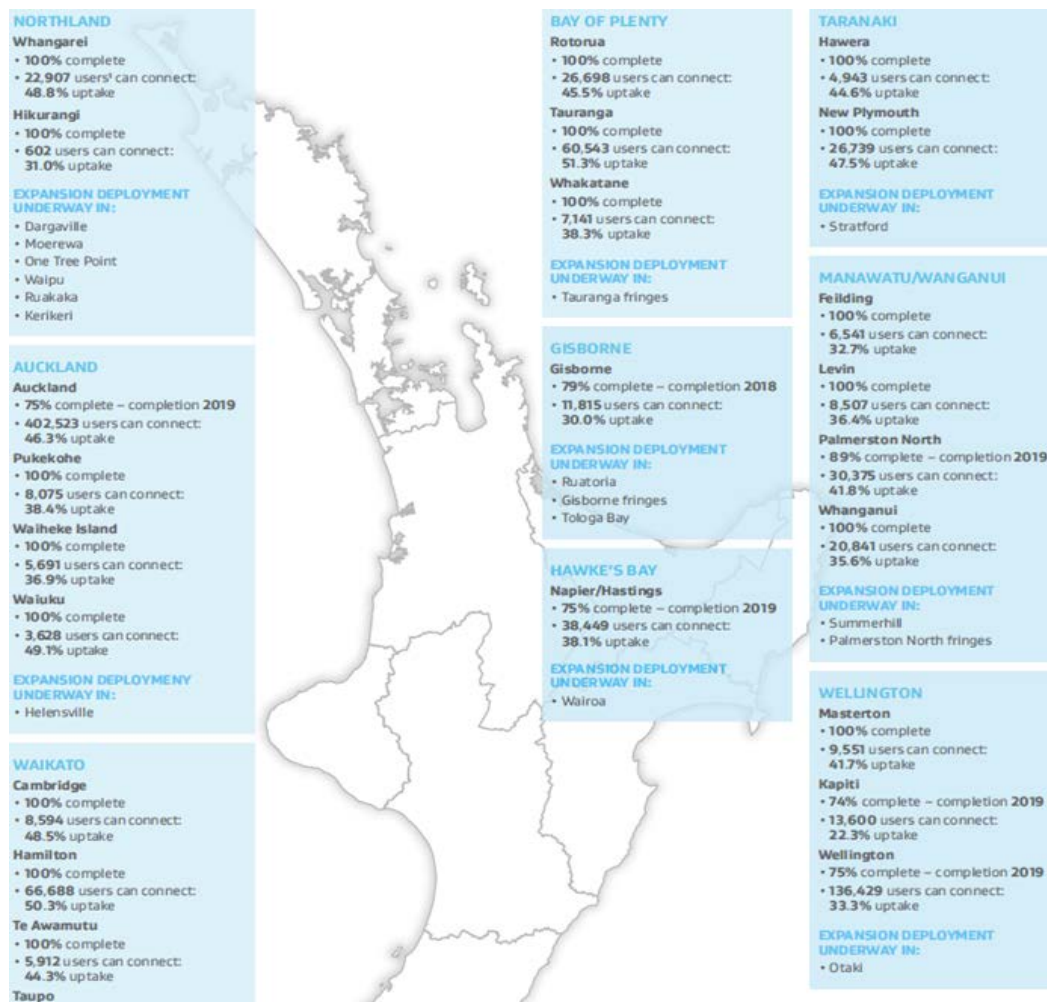 NORTHLAND
Whangarei
• 100% complete
• 22,907 users¹ can connect:
48.8% uptake
Hikurangi
• 100% complete
• 602 users can connect:
31.0% uptake
EXPANSION DEPLOYMENT
UNDERWAY IN:
• Dargaville
• Moerewa
• One Tree Point
• Waipu
• Ruakaka
• Kerikeri
AUCKLAND
Auckland
• 75% complete – completion 2019
• 402,523 users can connect:
46.3% uptake
Pukekohe
• 100% complete
• 8,075 users can connect:
38.4% uptake
Waiheke Island
• 100% complete
• 5,691 users can connect:
36.9% uptake
Waiuku
• 100% complete
• 3,628 users can connect:
49.1% uptake
EXPANSION DEPLOYMENY
UNDERWAY IN:
• Helensville
WAIKATO
Cambridge
• 100% complete
• 8,594 users can connect:
48.5% uptake
Hamilton
• 100% complete
• 66,688 users can connect:
50.3% uptake
Te Awamutu
• 100% complete
• 5,912 users can connect:
44.3% uptake
Taupo
BAY OF PLENTY
Rotorua
• 100% complete
• 26,698 users can connect:
45.5% uptake
Tauranga
• 100% complete
• 60,543 users can connect:
51.3% uptake
Whakatane
• 100% complete
• 7,141 users can connect:
38.3% uptake
EXPANSION DEPLOYMENT
UNDERWAY IN:
• Tauranga fringes
GISBORNE
Gisborne
• 79% complete – completion 2018
• 11,815 users can connect:
30.0% uptake
EXPANSION DEPLOYMENT
UNDERWAY IN:
• Ruatoria
• Gisborne fringes
• Tologa Bay
HAWKE'S BAY
Napier/Hastings
• 75% complete – completion 2019
• 38,449 users can connect:
38.1% uptake
EXPANSION DEPLOYMENT
UNDERWAY IN:
• Wairoa
TARANAKI
Hawera
• 100% complete
• 4,943 users can connect:
44.6% uptake
New Plymouth
• 100% complete
• 26,739 users can connect:
47.5% uptake
EXPANSION DEPLOYMENT
UNDERWAY IN:
• Stratford
MANAWATU/WANGANUI
Feilding
• 100% complete
• 6,541 users can connect:
32.7% uptake
Levin
• 100% complete
• 8,507 users can connect:
36.4% uptake
Palmerston North
• 89% complete – completion 2019
• 30,375 users can connect:
41.8% uptake
Whanganui
• 100% complete
• 20,841 users can connect:
35.6% uptake
EXPANSION DEPLOYMENT
UNDERWAY IN:
• Summerhill
• Palmerston North fringes
WELLINGTON
Masterton
• 100% complete
• 9,551 users can connect:
41.7% uptake
Kapiti
• 74% complete – completion 2019
• 13,600 users can connect:
22.3% uptake
Wellington
• 75% complete – completion 2019
• 136,429 users can connect:
33.3% uptake
EXPANSION DEPLOYMENT
UNDERWAY IN:
• Otaki